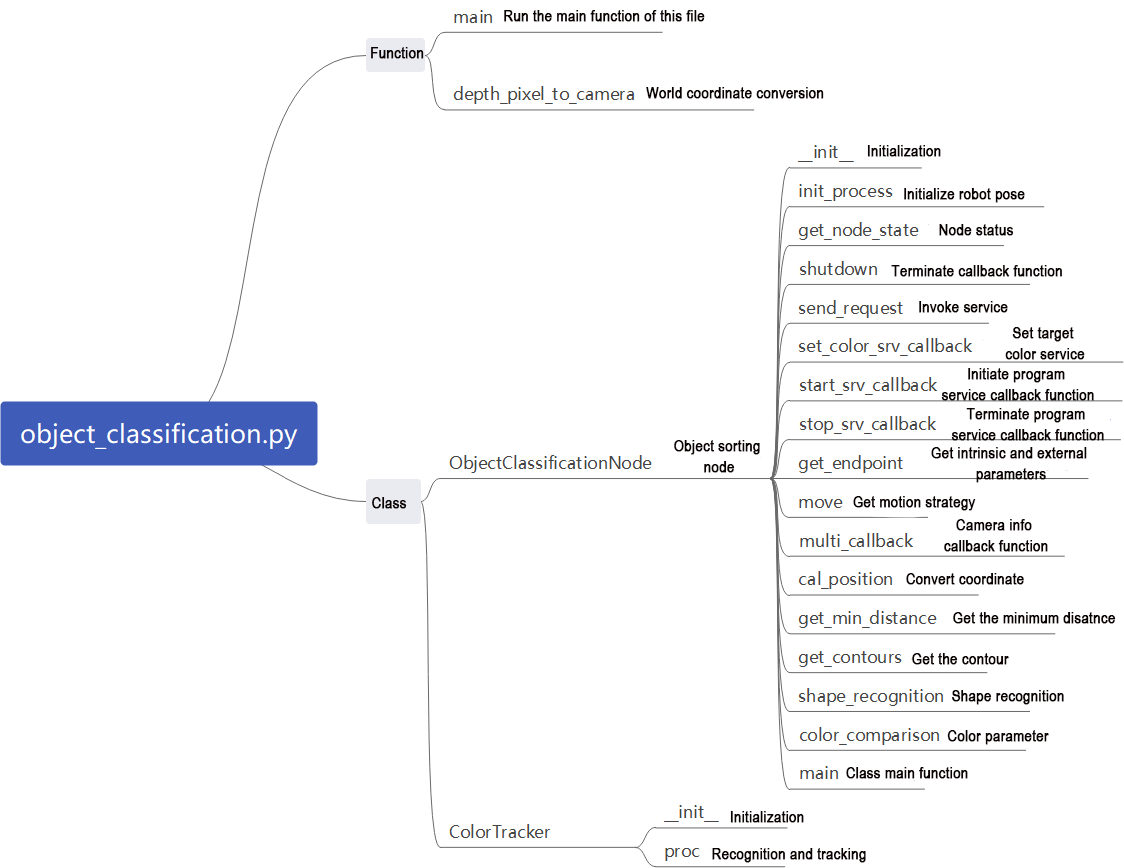 main Run the main function of this file
Function
depth_pixel_to_camera World coordinate conversion
__init__ Initialization
init_process Initialize robot pose
get_node_state Node status
shutdown Terminate callback function
send_request Invoke service
set_color_srv_callback Set target
color service
start_srv_callback Initiate program
service callback function
stop_srv_callback Terminate program
service callback function
object_classification.py
ObjectClassificationNode Object sorting
node
get_endpoint Get intrinsic and external
parameters
Class
move Get motion strategy
multi_callback Camera info
callback function
cal_position Convert coordinate
get_min_distance Get the minimum disatnce
get_contours Get the contour
shape_recognition Shape recognition
color_comparison Color parameter
main Class main function
ColorTracker
__init__ Initialization
proc Recognition and tracking